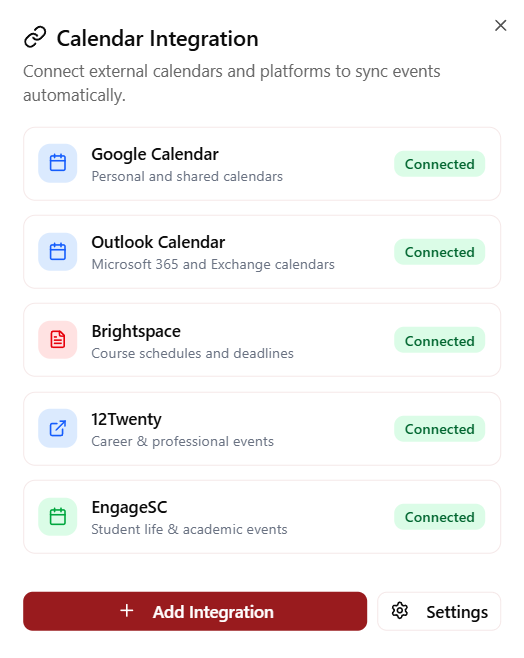 Calendar Integration
Connect external calendars and platforms to sync events
automatically.
Google Calendar
Personal and shared calendars
Connected
Outlook Calendar
Microsoft 365 and Exchange calendars
Connected
Brightspace
Course schedules and deadlines
Connected
12Twenty
Career & professional events
Connected
EngageSC
Student life & academic events
Connected
Add Integration
Settings